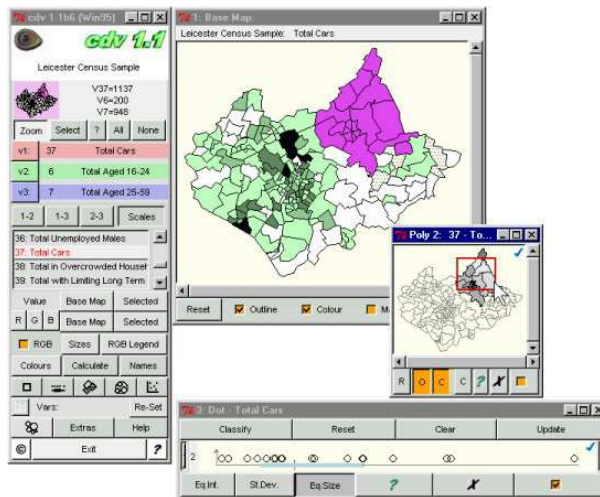 cdv 1.1b6 (Win95)
cdv 1.1
Leicester Census Sample
V37=1137
V6=200
V7=948
Zoom Select ? All None
v1: 37 Total Cars
v2: 6 Total Aged 16-24
v3: 7 Total Aged 25-59
1-2 1-3 2-3 Scales
36: Total Unemployed Males
37: Total Cars
38: Total in Overcrowded Househ
39: Total with Limiting Long Term
Value Base Map Selected
R G B Base Map Selected
RGB Sizes RGB Legend
Colours Calculate Names
Vars: Re-Set
Extras Help
© Exit ?
1: Base Map.
Leicester Census Sample: Total Cars
Reset Outline Colour M
Poly 2: 37 - To...
R O C C ? X
3: Dot - Total Cars
Classify Reset Clear Update
2
Eq.Int. St.Dev. Eq.Size ? X